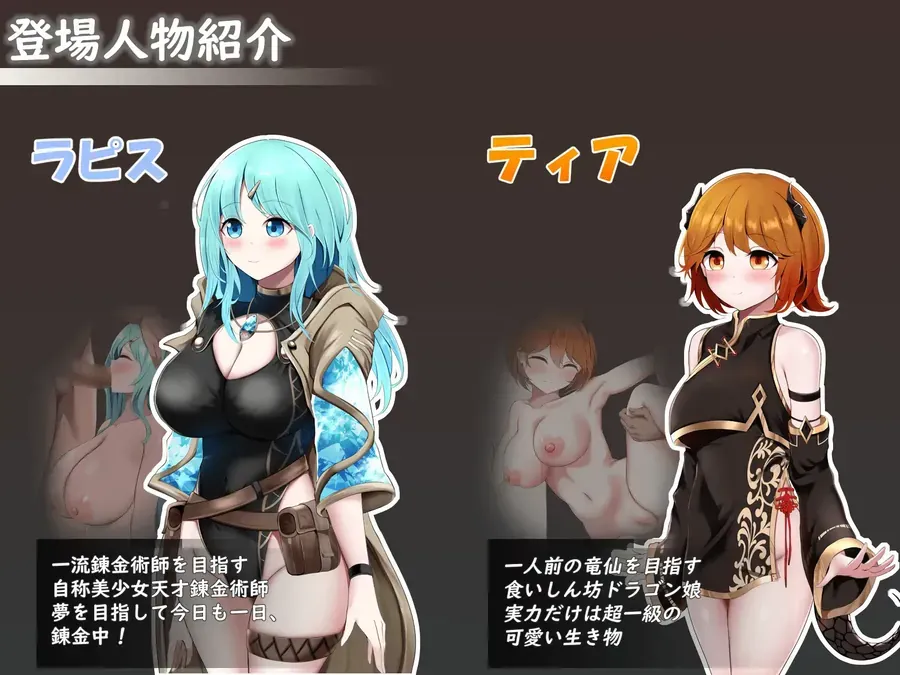 登場人物紹介
ラピス
ティア
一流錬金術師を目指す
自称美少女天才錬金術師
夢を目指して今日も一日、
錬金中！
一人前の竜仙を目指す
食いしん坊ドラゴン娘
実力だけは超一級の
可愛い生き物